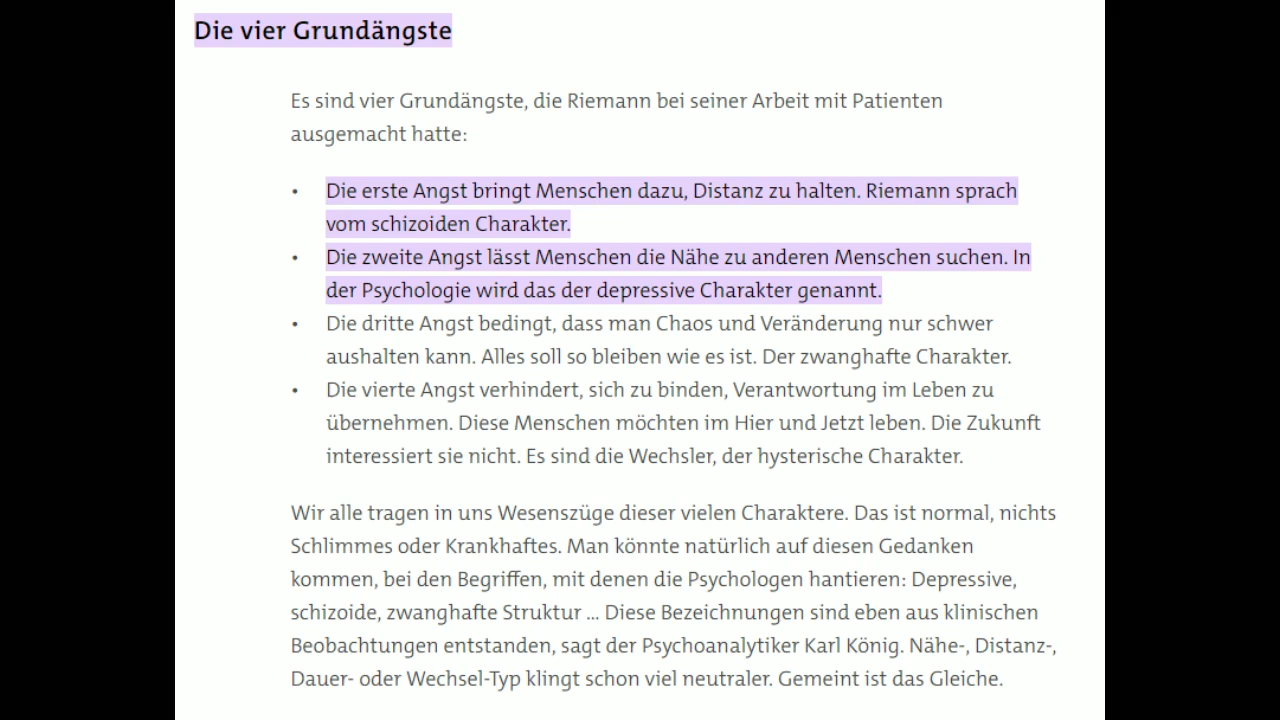 Die vier Grundängste
Es sind vier Grundängste, die Riemann bei seiner Arbeit mit Patienten
ausgemacht hatte:
• Die erste Angst bringt Menschen dazu, Distanz zu halten. Riemann sprach
vom schizoiden Charakter.
• Die zweite Angst lässt Menschen die Nähe zu anderen Menschen suchen. In
der Psychologie wird das der depressive Charakter genannt.
• Die dritte Angst bedingt, dass man Chaos und Veränderung nur schwer
aushalten kann. Alles soll so bleiben wie es ist. Der zwanghafte Charakter.
• Die vierte Angst verhindert, sich zu binden, Verantwortung im Leben zu
übernehmen. Diese Menschen möchten im Hier und Jetzt leben. Die Zukunft
interessiert sie nicht. Es sind die Wechsler, der hysterische Charakter.
Wir alle tragen in uns Wesenszüge dieser vielen Charaktere. Das ist normal, nichts
Schlimmes oder Krankhaftes. Man könnte natürlich auf diesen Gedanken
kommen, bei den Begriffen, mit denen die Psychologen hantieren: Depressive,
schizoide, zwanghafte Struktur ... Diese Bezeichnungen sind eben aus klinischen
Beobachtungen entstanden, sagt der Psychoanalytiker Karl König. Nähe-, Distanz-,
Dauer- oder Wechsel-Typ klingt schon viel neutraler. Gemeint ist das Gleiche.